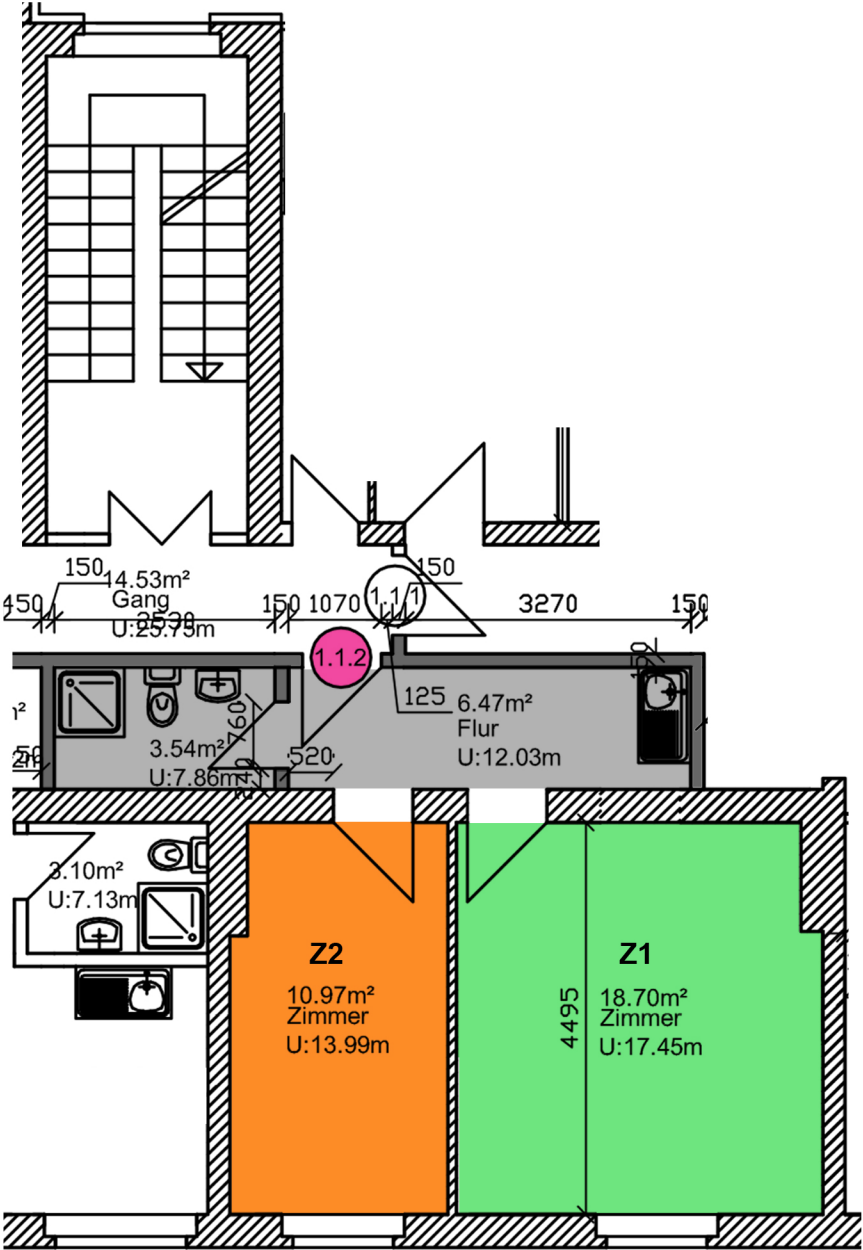 150
14.53m²
Gang
U:25.75m
450
2530
150
1070
1.1.1
150
3270
150
1.1.2
125
6.47m²
Flur
U:12.03m
3.54m²
U:7.86m
760
520
3.10m²
U:7.13m
Z2
10.97m²
Zimmer
U:13.99m
Z1
18.70m²
Zimmer
U:17.45m
4495